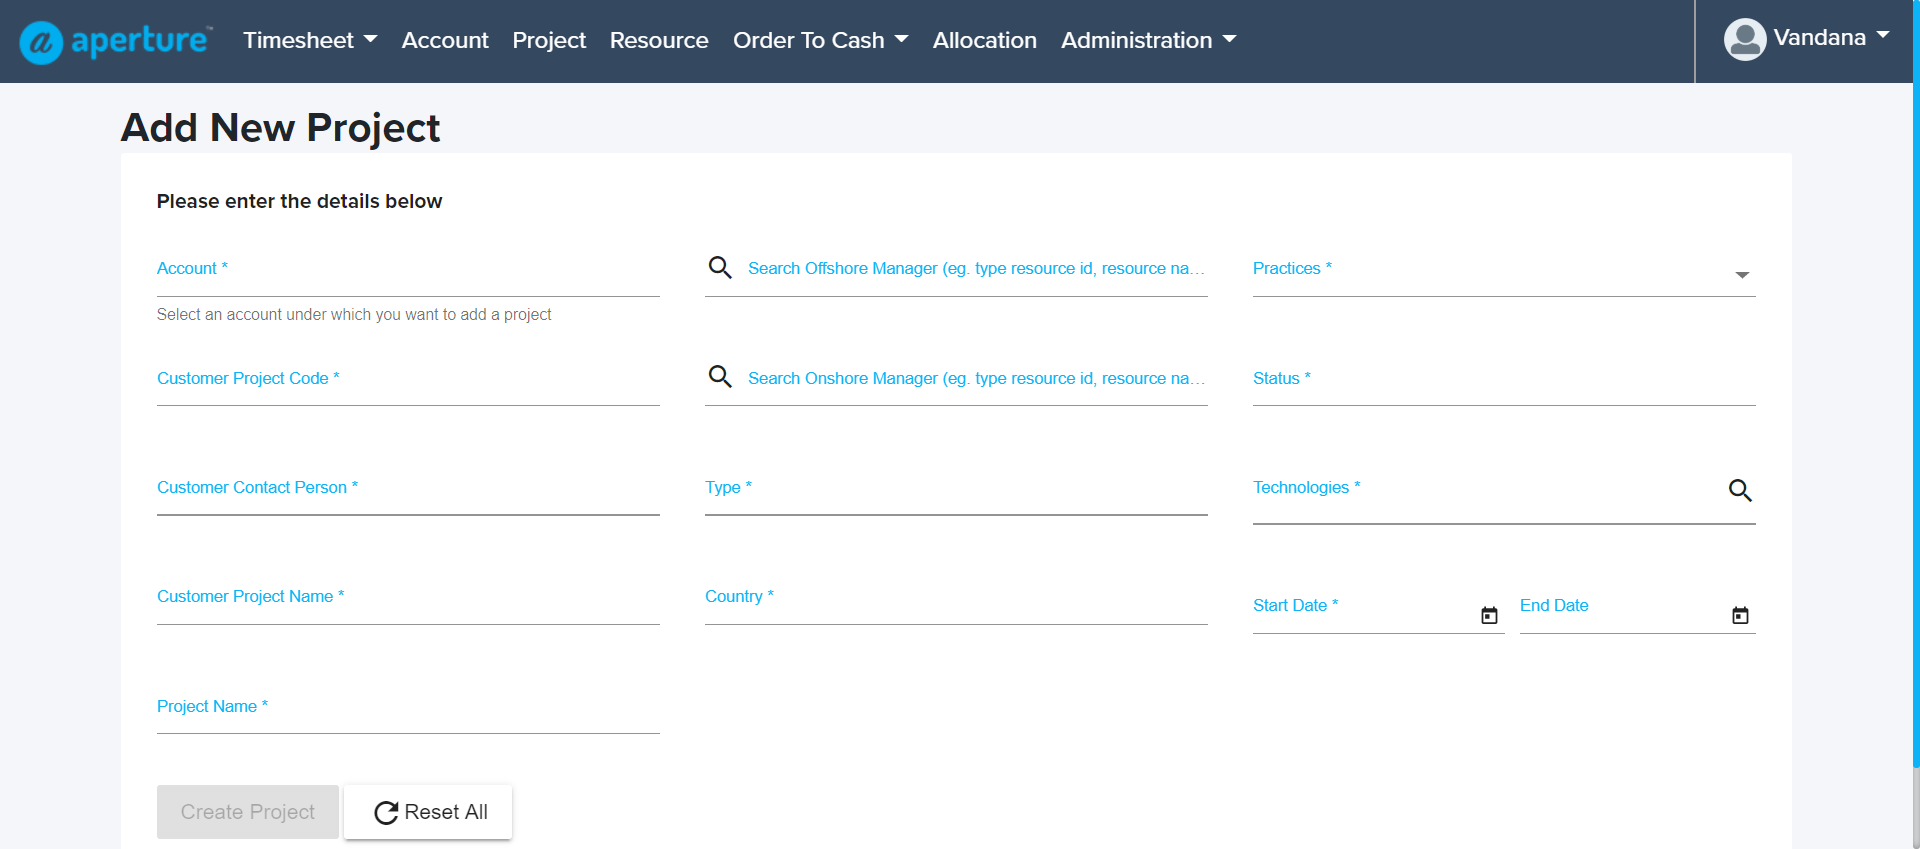 aperture™ Timesheet Account Project Resource Order To Cash Allocation Administration Vandana
Add New Project
Please enter the details below
Account * Search Offshore Manager (eg. type resource id, resource na... Practices *
Select an account under which you want to add a project
Customer Project Code * Search Onshore Manager (eg. type resource id, resource na... Status *
Customer Contact Person * Type * Technologies *
Customer Project Name * Country * Start Date * End Date
Project Name *
Create Project Reset All